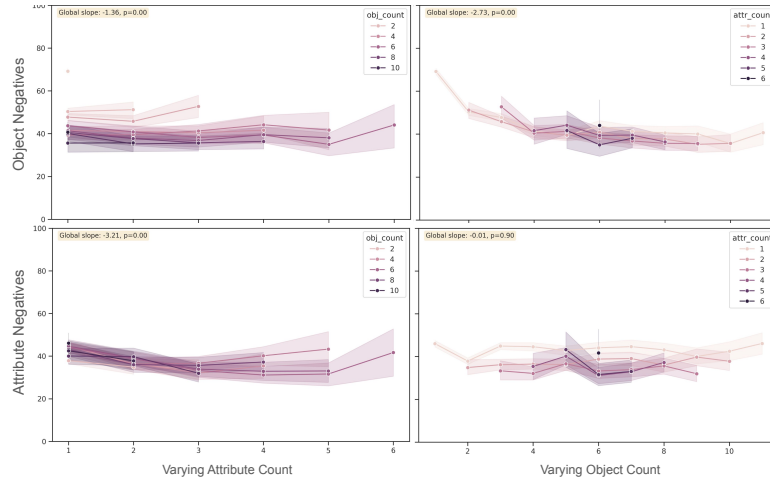 Global slope: -1.36, p=0.00
obj_count
2
4
6
8
10
100
80
60
40
20
0
Object Negatives
Global slope: -2.73, p=0.00
attr_count
1
2
3
4
5
6
Global slope: -3.21, p=0.00
obj_count
2
4
6
8
10
100
80
60
40
20
0
Attribute Negatives
1 2 3 4 5 6
Varying Attribute Count
Global slope: -0.01, p=0.90
attr_count
1
2
3
4
5
6
2 4 6 8 10
Varying Object Count